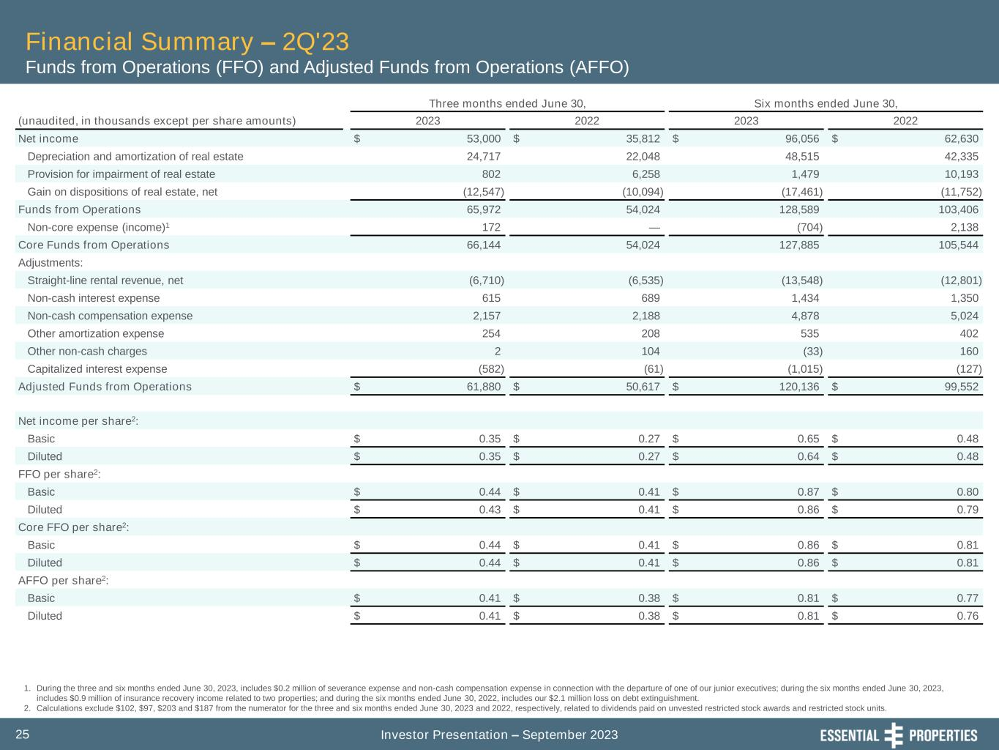 Financial Summary – 2Q'23
Funds from Operations (FFO) and Adjusted Funds from Operations (AFFO)
Three months ended June 30, Six months ended June 30,
(unaudited, in thousands except per share amounts) 2023 2022 2023 2022
Net income $ 53,000 $ 35,812 $ 96,056 $ 62,630
Depreciation and amortization of real estate 24,717 22,048 48,515 42,335
Provision for impairment of real estate 802 6,258 1,479 10,193
Gain on dispositions of real estate, net (12,547) (10,094) (17,461) (11,752)
Funds from Operations 65,972 54,024 128,589 103,406
Non-core expense (income)1 172 — (704) 2,138
Core Funds from Operations 66,144 54,024 127,885 105,544
Adjustments:
Straight-line rental revenue, net (6,710) (6,535) (13,548) (12,801)
Non-cash interest expense 615 689 1,434 1,350
Non-cash compensation expense 2,157 2,188 4,878 5,024
Other amortization expense 254 208 535 402
Other non-cash charges 2 104 (33) 160
Capitalized interest expense (582) (61) (1,015) (127)
Adjusted Funds from Operations $ 61,880 $ 50,617 $ 120,136 $ 99,552
Net income per share2:
Basic $ 0.35 $ 0.27 $ 0.65 $ 0.48
Diluted $ 0.35 $ 0.27 $ 0.64 $ 0.48
FFO per share2:
Basic $ 0.44 $ 0.41 $ 0.87 $ 0.80
Diluted $ 0.43 $ 0.41 $ 0.86 $ 0.79
Core FFO per share2:
Basic $ 0.44 $ 0.41 $ 0.86 $ 0.81
Diluted $ 0.44 $ 0.41 $ 0.86 $ 0.81
AFFO per share2:
Basic $ 0.41 $ 0.38 $ 0.81 $ 0.77
Diluted $ 0.41 $ 0.38 $ 0.81 $ 0.76
1. During the three and six months ended June 30, 2023, includes $0.2 million of severance expense and non-cash compensation expense in connection with the departure of one of our junior executives; during the six months ended June 30, 2023,
includes $0.9 million of insurance recovery income related to two properties; and during the six months ended June 30, 2022, includes our $2.1 million loss on debt extinguishment.
2. Calculations exclude $102, $97, $203 and $187 from the numerator for the three and six months ended June 30, 2023 and 2022, respectively, related to dividends paid on unvested restricted stock awards and restricted stock units.
25 Investor Presentation – September 2023 ESSENTIAL PROPERTIES